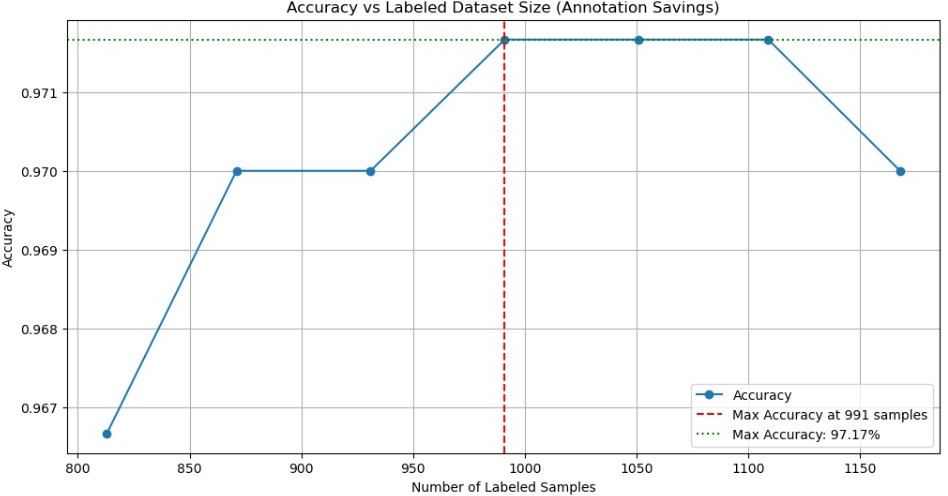 Accuracy vs Labeled Dataset Size (Annotation Savings)
0.971
0.970
0.969
0.968
0.967
Accuracy
800
850
900
950
1000
1050
1100
1150
Number of Labeled Samples
Accuracy
Max Accuracy at 991 samples
Max Accuracy: 97.17%